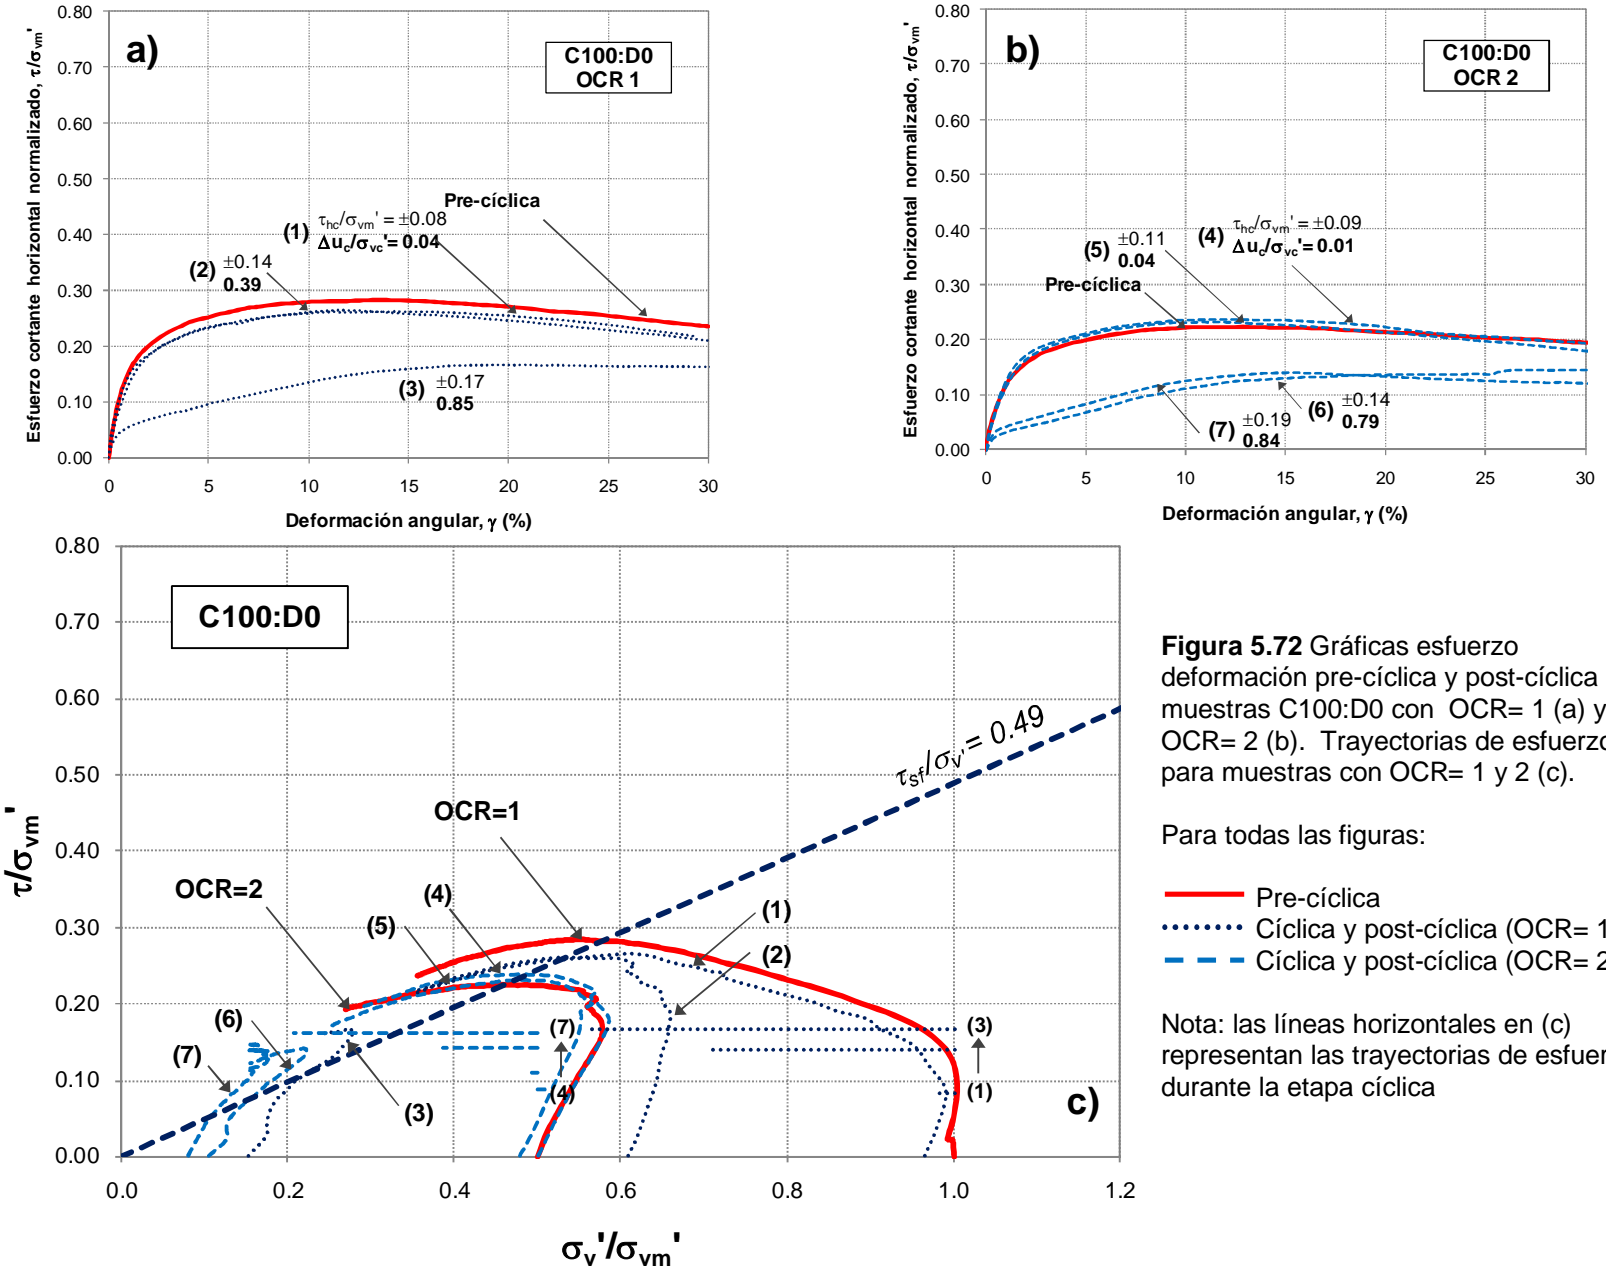 a)
C100:D0
OCR 1
Esfuerzo cortante horizontal normalizado, τ/σvm'
0.80
0.70
0.60
0.50
0.40
0.30
0.20
0.10
0.00
Pre-cíclica
(1) τhc/σvm' = ±0.08
Δuc/σvc'= 0.04
(2) ±0.14
0.39
(3) ±0.17
0.85
0 5 10 15 20 25 30
Deformación angular, γ (%)
b)
C100:D0
OCR 2
Esfuerzo cortante horizontal normalizado, τ/σvm'
0.80
0.70
0.60
0.50
0.40
0.30
0.20
0.10
0.00
(4) τhc/σvm' = ±0.09
Δuc/σvc'= 0.01
(5) ±0.11
0.04
Pre-cíclica
(6) ±0.14
0.79
(7) ±0.19
0.84
0 5 10 15 20 25 30
Deformación angular, γ (%)
C100:D0
τ/σvm'
0.80
0.70
0.60
0.50
0.40
0.30
0.20
0.10
0.00
τsf/σv'= 0.49
OCR=1
OCR=2
(4)
(5)
(1)
(2)
(6)
(7)
(3)
(7)
(4)
(3)
(1)
c)
0.0 0.2 0.4 0.6 0.8 1.0 1.2
σv'/σvm'
Figura 5.72 Gráficas esfuerzo
deformación pre-cíclica y post-cíclica
muestras C100:D0 con OCR= 1 (a) y
OCR= 2 (b). Trayectorias de esfuerzo
para muestras con OCR= 1 y 2 (c).
Para todas las figuras:
Pre-cíclica
Cíclica y post-cíclica (OCR= 1
Cíclica y post-cíclica (OCR= 2
Nota: las líneas horizontales en (c)
representan las trayectorias de esfuer
durante la etapa cíclica